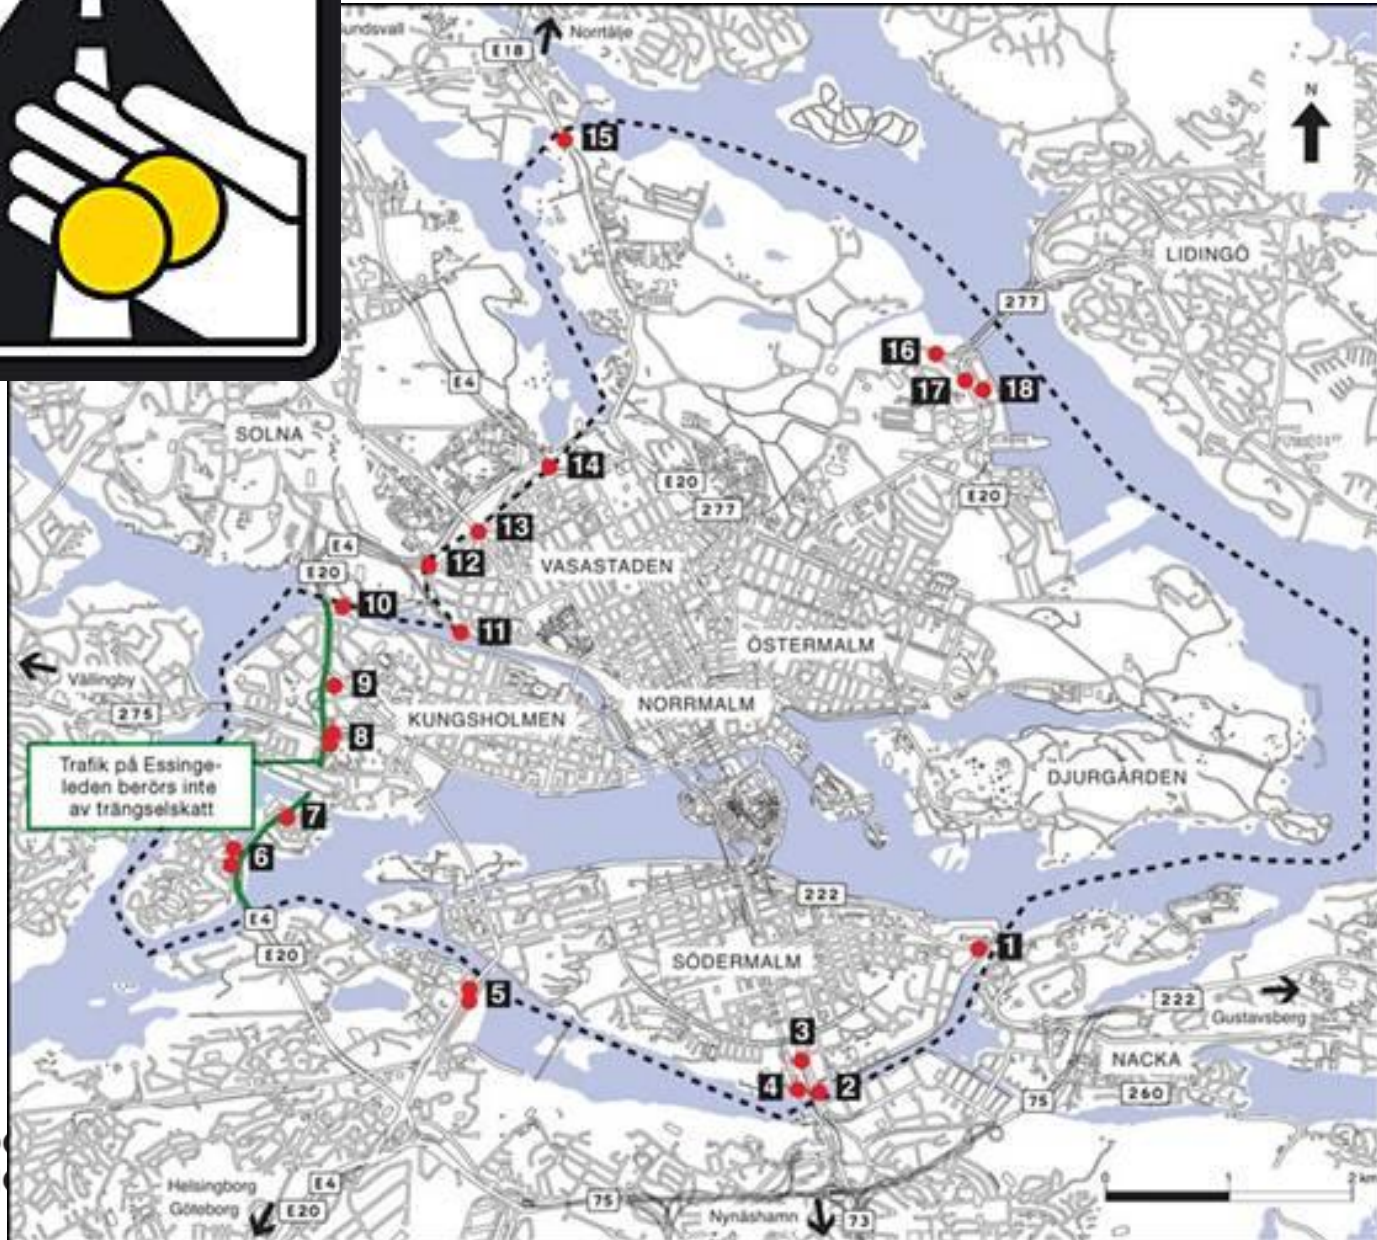 Norrtälje
E18
15
N
LIDINGÖ
277
16
17
18
E4
SOLNA
14
E20
277
E20
13
E4
12
VASASTADEN
E20
10
11
ÖSTERMALM
Vällingby
9
NORRMALM
275
KUNGSHOLMEN
8
Trafik på Essinge-
leden berörs inte
av trängselskatt
DJURGÅRDEN
7
6
222
E4
1
E20
SÖDERMALM
5
222
Gustavsberg
3
NACKA
4
2
260
75
Helsingborg
E4
0
1
2 km
Göteborg
E20
75
Nynäshamn
73